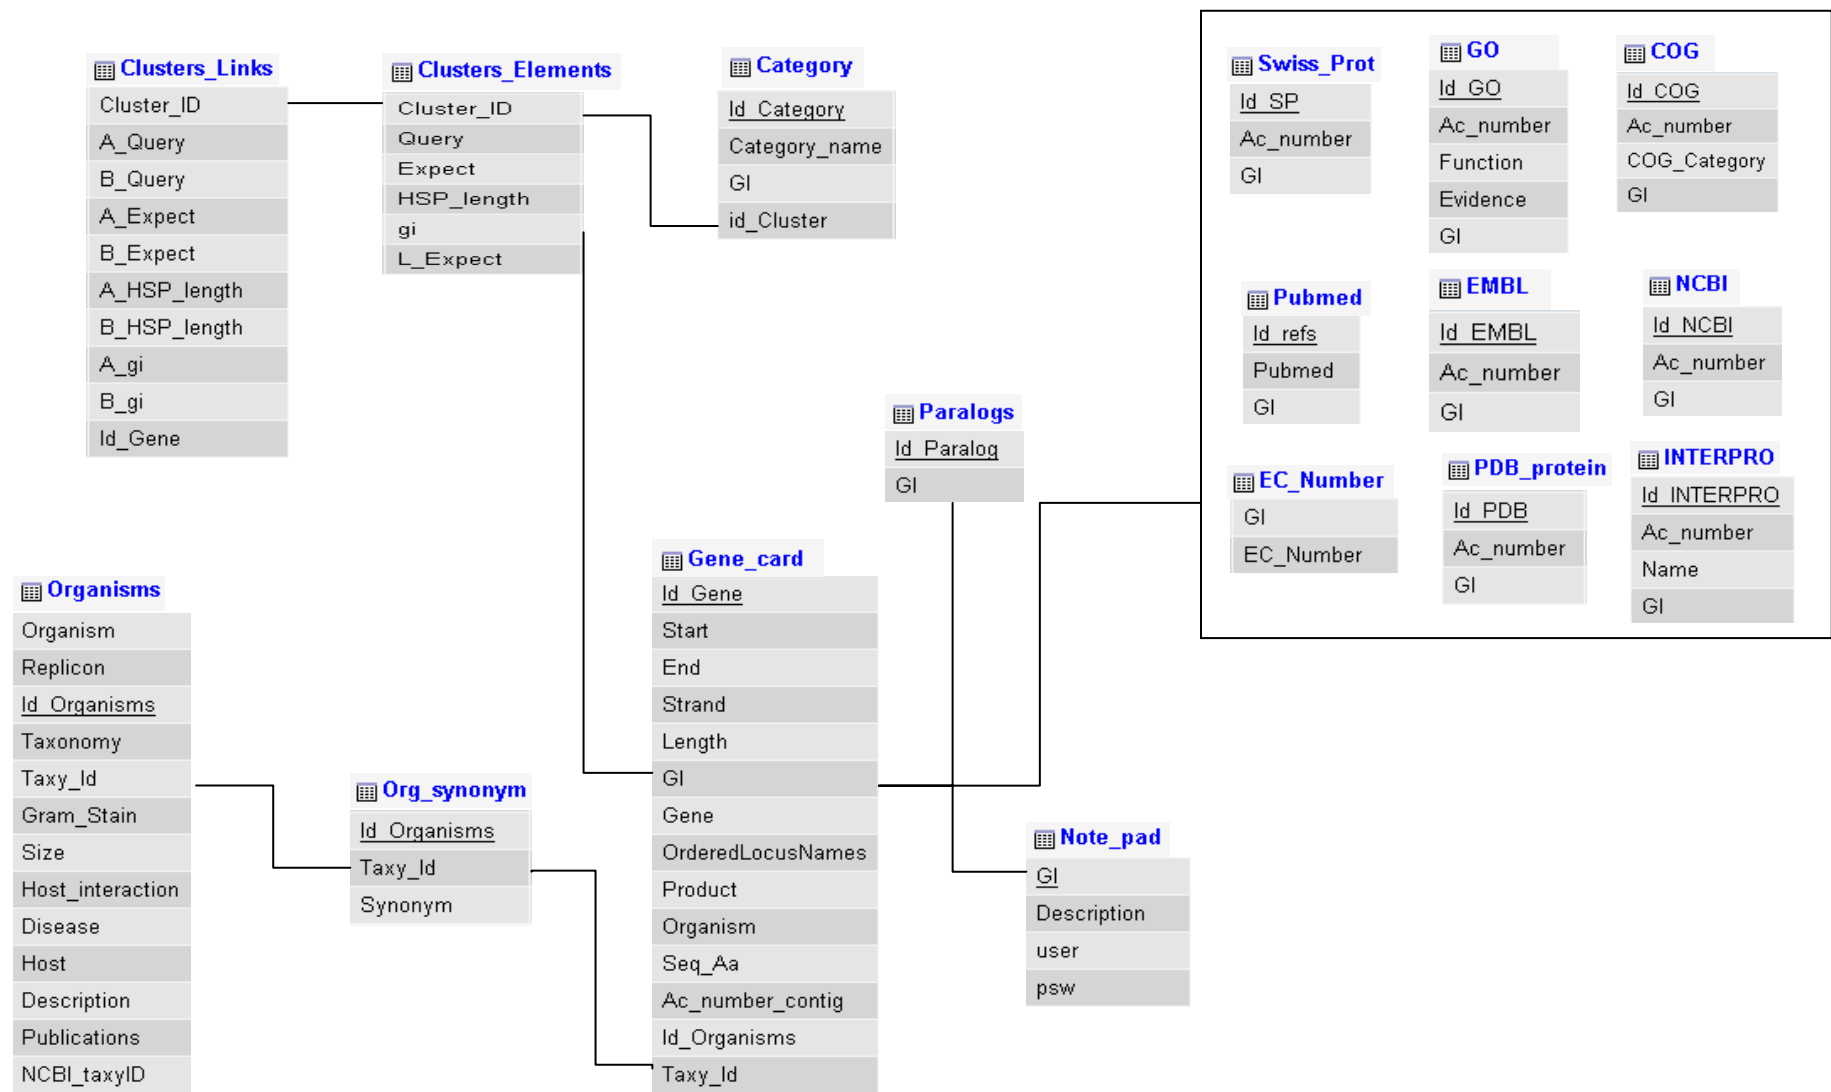 Clusters_Links
Cluster_ID
A_Query
B_Query
A_Expect
B_Expect
A_HSP_length
B_HSP_length
A_gi
B_gi
Id_Gene
Clusters_Elements
Cluster_ID
Query
Expect
HSP_length
gi
L_Expect
Category
Id_Category
Category_name
GI
id_Cluster
Swiss_Prot
Id_SP
Ac_number
GI
GO
Id_GO
Ac_number
Function
Evidence
GI
COG
Id_COG
Ac_number
COG_Category
GI
Pubmed
Id_refs
Pubmed
GI
EMBL
Id_EMBL
Ac_number
GI
NCBI
Id_NCBI
Ac_number
GI
EC_Number
GI
EC_Number
PDB_protein
Id_PDB
Ac_number
GI
INTERPRO
Id_INTERPRO
Ac_number
Name
GI
Paralogs
Id_Paralog
GI
Organisms
Organism
Replicon
Id_Organisms
Taxonomy
Taxy_Id
Gram_Stain
Size
Host_interaction
Disease
Host
Description
Publications
NCBI_taxyID
Org_synonym
Id_Organisms
Taxy_Id
Synonym
Gene_card
Id_Gene
Start
End
Strand
Length
GI
Gene
OrderedLocusNames
Product
Organism
Seq_Aa
Ac_number_contig
Id_Organisms
Taxy_Id
Note_pad
GI
Description
user
psw